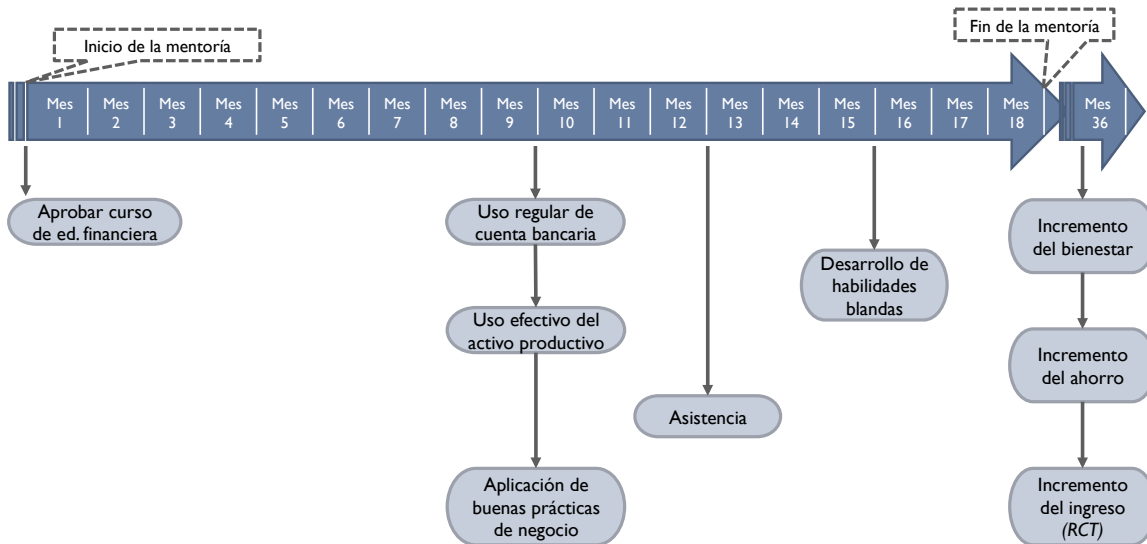 Inicio de la mentoría
Fin de la mentoría
Mes
1
Mes
2
Mes
3
Mes
4
Mes
5
Mes
6
Mes
7
Mes
8
Mes
9
Mes
10
Mes
11
Mes
12
Mes
13
Mes
14
Mes
15
Mes
16
Mes
17
Mes
18
Mes
36
Aprobar curso
de ed. financiera
Uso regular de
cuenta bancaria
Uso efectivo del
activo productivo
Aplicación de
buenas prácticas
de negocio
Asistencia
Desarrollo de
habilidades
blandas
Incremento
del bienestar
Incremento
del ahorro
Incremento
del ingreso
(RCT)